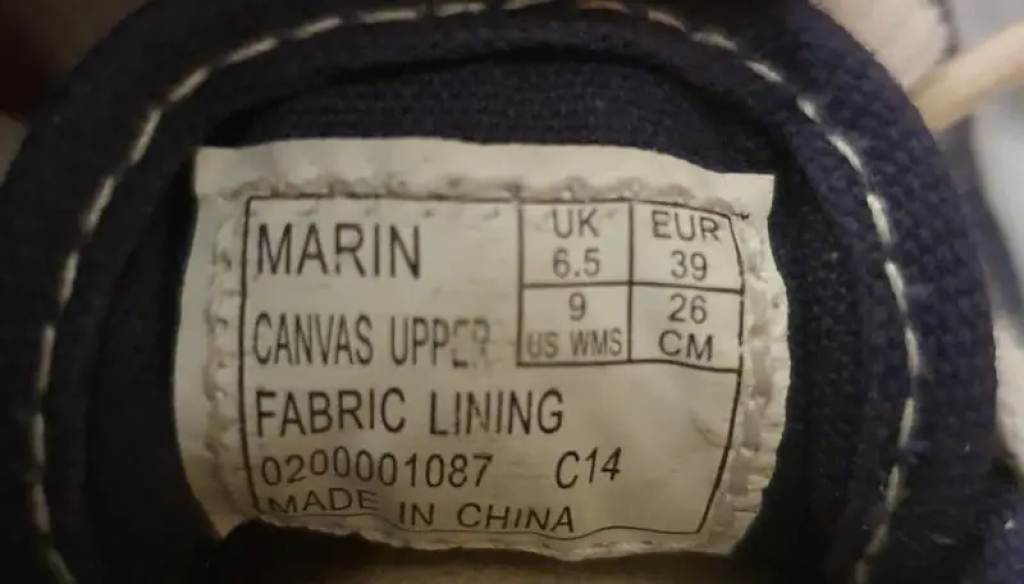 MARIN
UK EUR
6.5 39
9 26
US WMS CM
CANVAS
FABRIC LINING
0200001087 C14
MADE IN CHINA